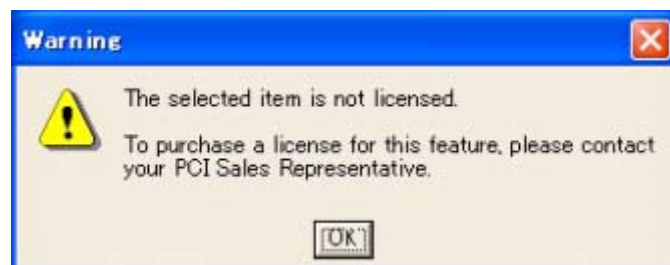 Warning
The selected item is not licensed.
To purchase a license for this feature, please contact
your PCI Sales Representative.
OK